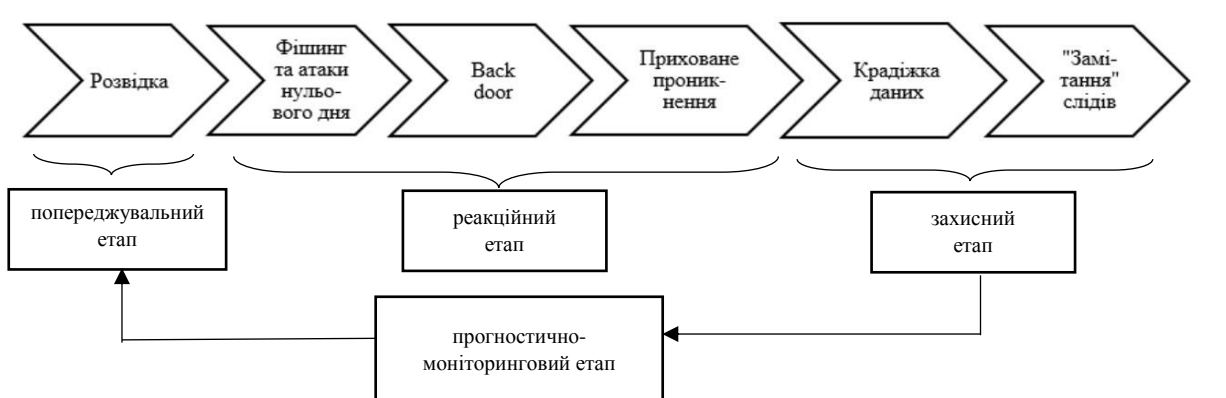 Розвідка
Фішинг
та атаки
нульо-
вого дня
Back
door
Приховане
проник-
нення
Крадіжка
даних
"Замі-
тання"
слідів
попереджувальний
етап
реакційний
етап
захисний
етап
прогностично-
моніторинговий етап